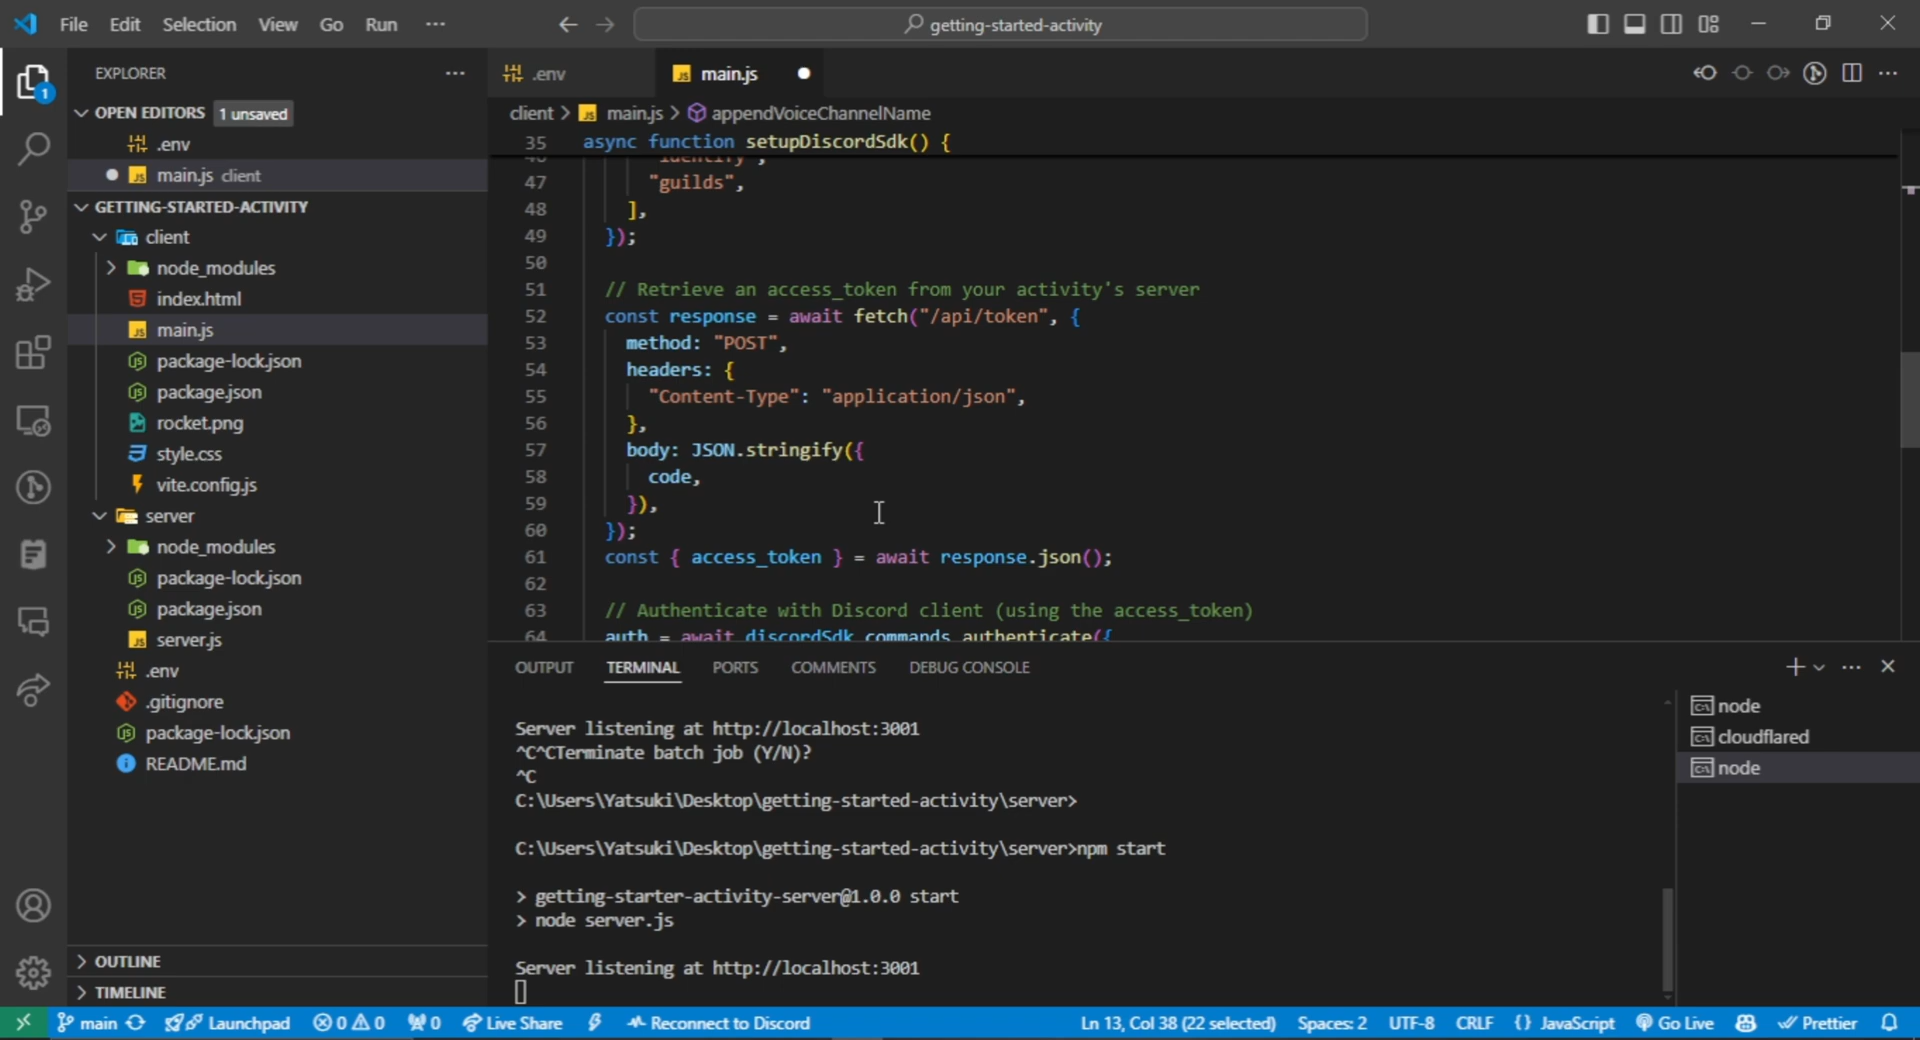 File Edit Selection View Go Run ···
getting-started-activity
EXPLORER ···
OPEN EDITORS 1 unsaved
.env
main.js client
GETTING-STARTED-ACTIVITY
client
node_modules
index.html
main.js
package-lock.json
package.json
rocket.png
style.css
vite.config.js
server
node_modules
package-lock.json
package.json
server.js
.env
.gitignore
package-lock.json
README.md
OUTLINE
TIMELINE
1
.env
main.js
client > main.js > appendVoiceChannelName
35 async function setupDiscordSdk() {
46 "identify",
47 "guilds",
48 ],
49 });
50
51 // Retrieve an access_token from your activity's server
52 const response = await fetch("/api/token", {
53 method: "POST",
54 headers: {
55 "Content-Type": "application/json",
56 },
57 body: JSON.stringify({
58 code,
59 }),
60 });
61 const { access_token } = await response.json();
62
63 // Authenticate with Discord client (using the access_token)
64 auth = await discordSdk.commands.authenticate({
OUTPUT TERMINAL PORTS COMMENTS DEBUG CONSOLE
Server listening at http://localhost:3001
^C^CTerminate batch job (Y/N)?
^C
C:\Users\Yatsuki\Desktop\getting-started-activity\server>
C:\Users\Yatsuki\Desktop\getting-started-activity\server>npm start
> getting-starter-activity-server@1.0.0 start
> node server.js
Server listening at http://localhost:3001
node
cloudflared
node
main Launchpad 0 0 0 Live Share Reconnect to Discord Ln 13, Col 38 (22 selected) Spaces: 2 UTF-8 CRLF {} JavaScript Go Live Prettier